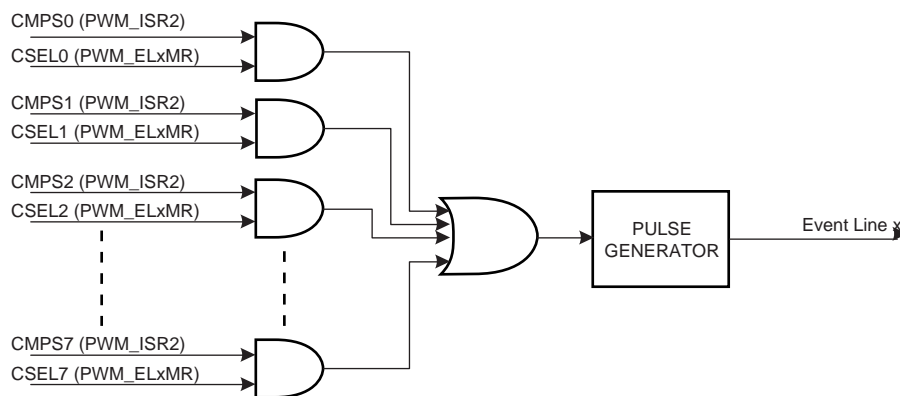 CMPS0 (PWM_ISR2)
CSEL0 (PWM_ELxMR)
CMPS1 (PWM_ISR2)
CSEL1 (PWM_ELxMR)
CMPS2 (PWM_ISR2)
CSEL2 (PWM_ELxMR)
CMPS7 (PWM_ISR2)
CSEL7 (PWM_ELxMR)
PULSE
GENERATOR
Event Line x